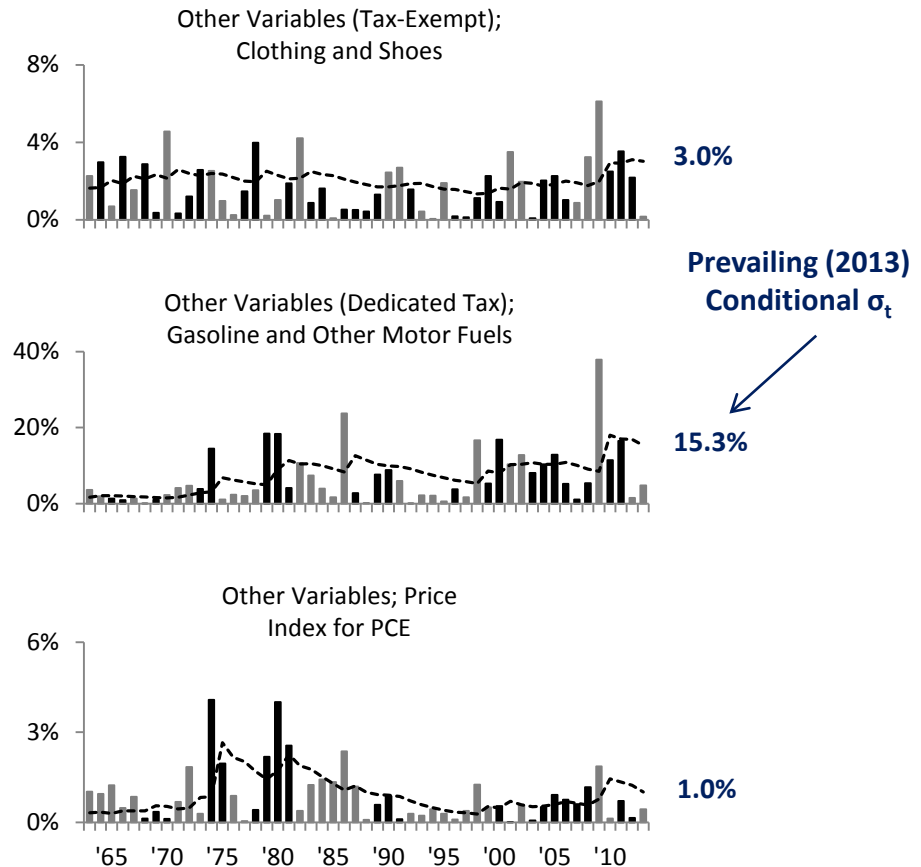 Other Variables (Tax-Exempt);
Clothing and Shoes
8%
4%
0%
3.0%
Prevailing (2013)
Conditional σt
Other Variables (Dedicated Tax);
Gasoline and Other Motor Fuels
40%
20%
0%
15.3%
Other Variables; Price
Index for PCE
6%
3%
0%
1.0%
'65 '70 '75 '80 '85 '90 '95 '00 '05 '10